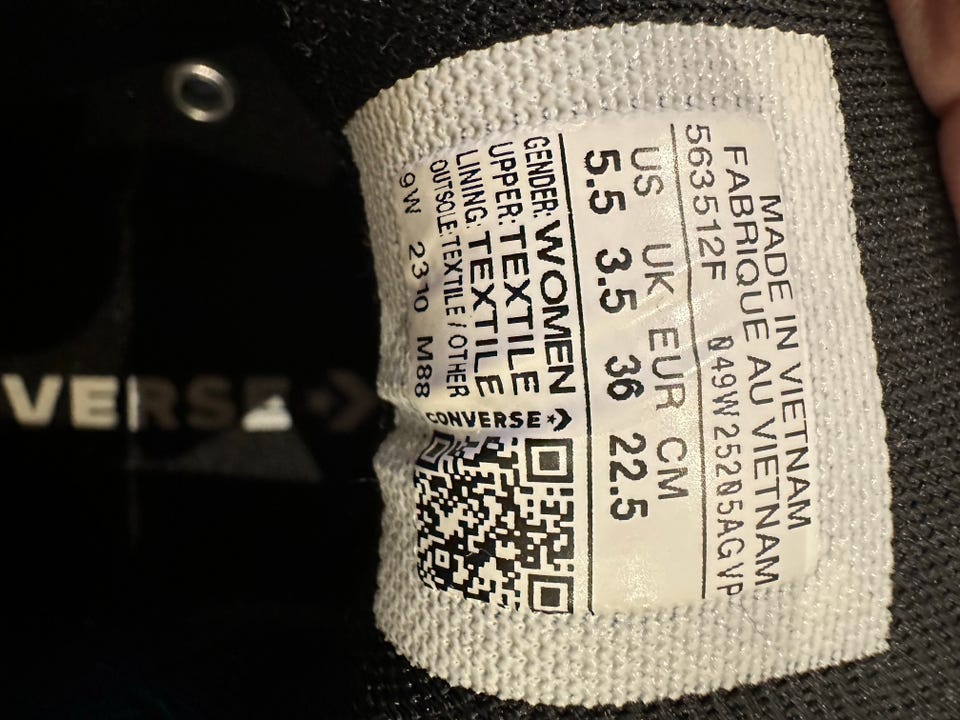 MADE IN VIETNAM
FABRIQUE AU VIETNAM
563512F 049W25205AGVP
US UK EUR CM
5.5 3.5 36 22.5
GENDER: WOMEN
UPPER: TEXTILE
LINING: TEXTILE
OUTSOLE: TEXTILE / OTHER
9W 2310 M88
CONVERSE
VERSE